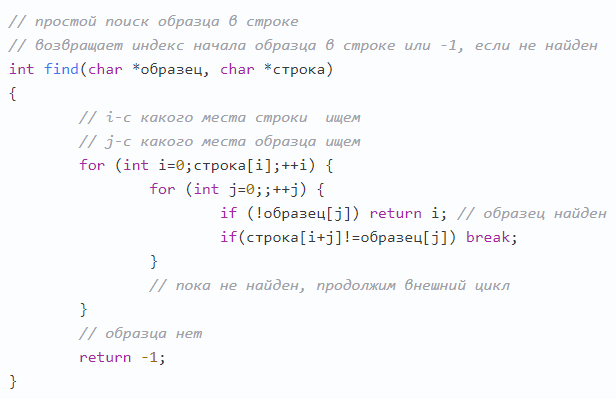 // простой поиск образца в строке
// возвращает индекс начала образца в строке или -1, если не найден
int find(char *образец, char *строка)
{
// i-с какого места строки  ищем
// j-с какого места образца ищем
for (int i=0;строка[i];++i) {
for (int j=0;;++j) {
if (!образец[j]) return i; // образец найден
if(строка[i+j]!=образец[j]) break;
}
// пока не найден, продолжим внешний цикл
}
// образца нет
return -1;
}